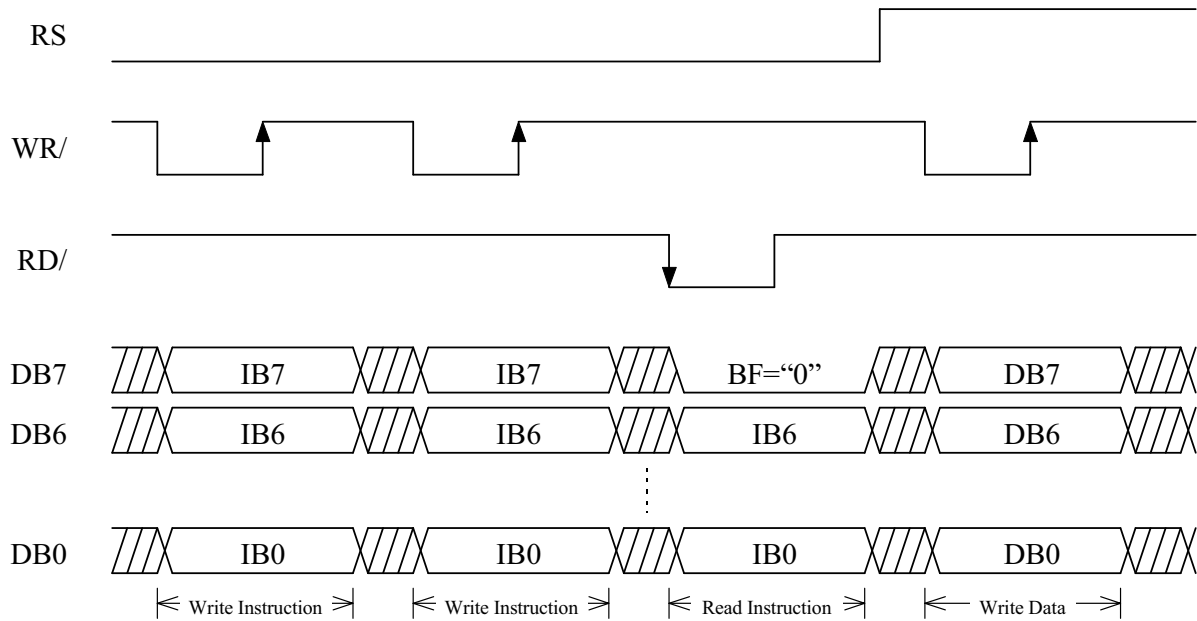 RS
WR/
RD/
DB7 IB7 IB7 BF=“0” DB7
DB6 IB6 IB6 IB6 DB6
DB0 IB0 IB0 IB0 DB0
Write Instruction Write Instruction Read Instruction Write Data